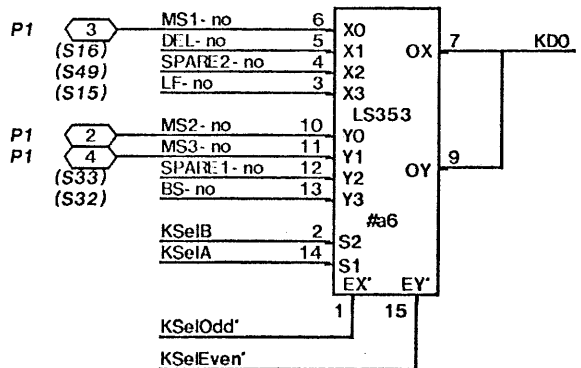 P1 3 MS1- no 6 X0
(S16) DEL- no 5 X1 OX 7 KD0
(S49) SPARE2- no 4 X2
(S15) LF- no 3 X3
LS353
P1 2 MS2- no 10 Y0
P1 4 MS3- no 11 Y1
(S33) SPARE1- no 12 Y2 OY 9
(S32) BS- no 13 Y3
#a6
KSelB 2 S2
KSelA 14 S1
EX' EY'
1 15
KSelOdd'
KSelEven'